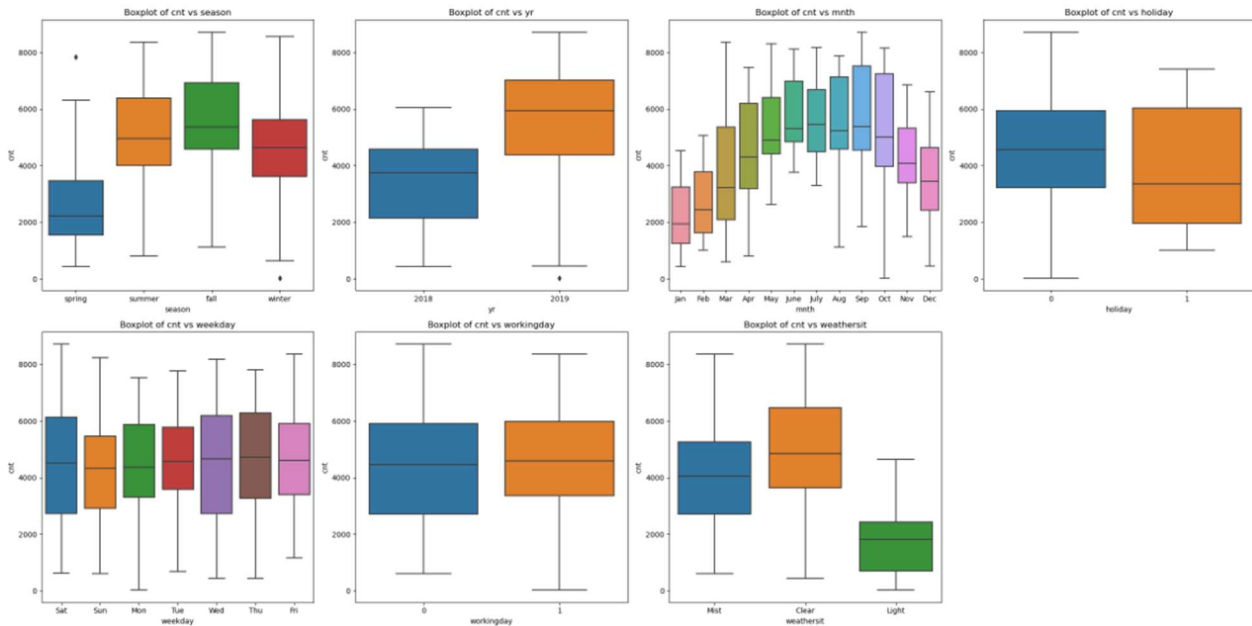 Boxplot of cnt vs season
Boxplot of cnt vs yr
Boxplot of cnt vs mnth
Boxplot of cnt vs holiday
8000
6000
4000
2000
0
cnt
spring summer fall winter
season
8000
6000
4000
2000
0
cnt
2018 2019
yr
8000
6000
4000
2000
0
cnt
Jan Feb Mar Apr May June July Aug Sep Oct Nov Dec
mnth
8000
6000
4000
2000
0
cnt
0 1
holiday
Boxplot of cnt vs weekday
Boxplot of cnt vs workingday
Boxplot of cnt vs weathersit
8000
6000
4000
2000
0
cnt
Sat Sun Mon Tue Wed Thu Fri
weekday
8000
6000
4000
2000
0
cnt
0 1
workingday
8000
6000
4000
2000
0
cnt
Mist Clear Light
weathersit